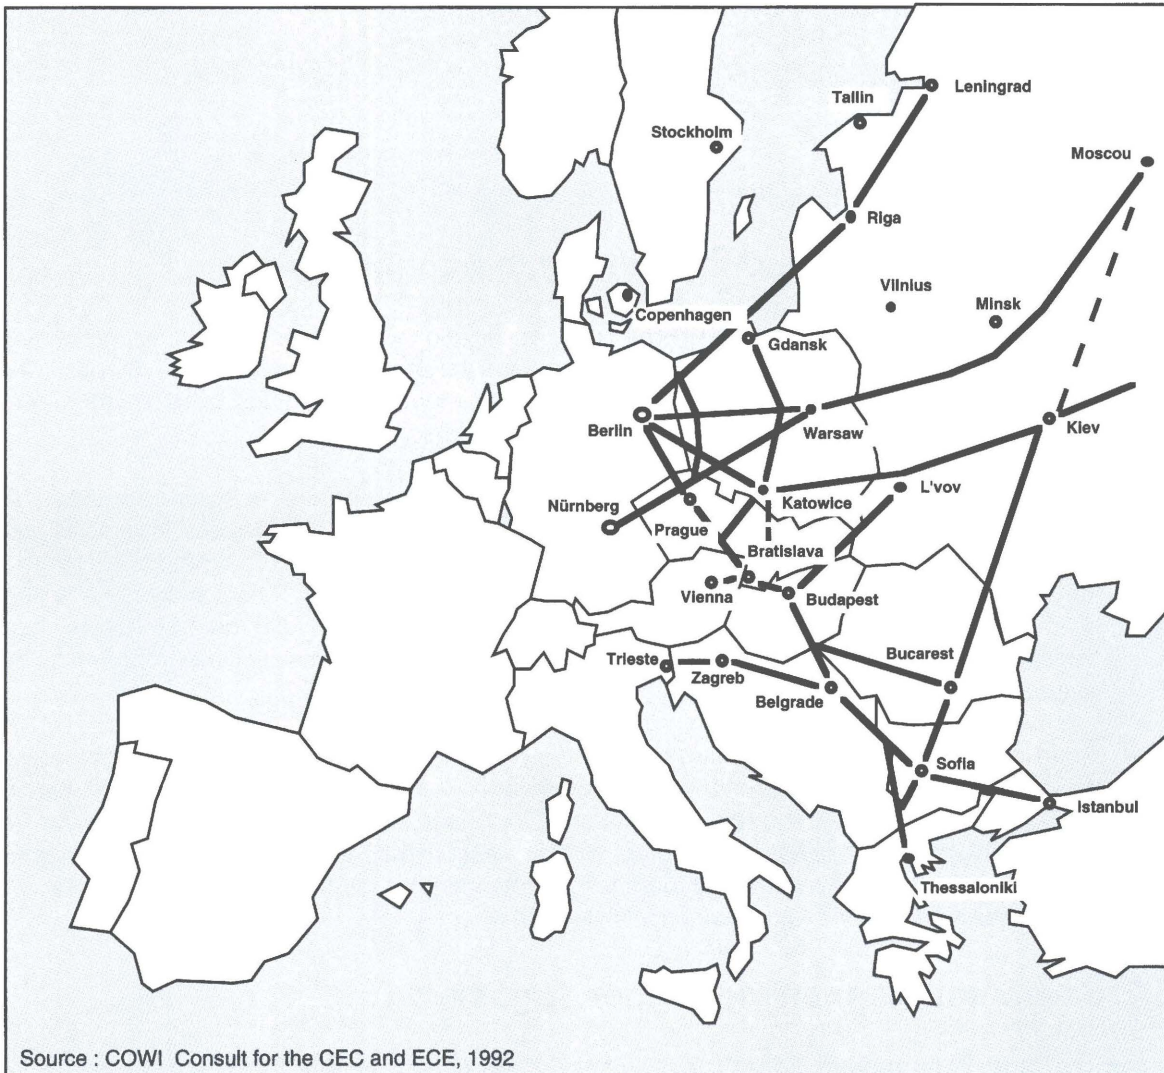 Leningrad
Tallin
Stockholm
Moscou
Riga
Vilnius
Minsk
Copenhagen
Gdansk
Berlin
Warsaw
Kiev
Katowice
L'vov
Nürnberg
Prague
Bratislava
Vienna
Budapest
Trieste
Zagreb
Bucarest
Belgrade
Sofia
Istanbul
Thessaloniki
Source : COWI Consult for the CEC and ECE, 1992